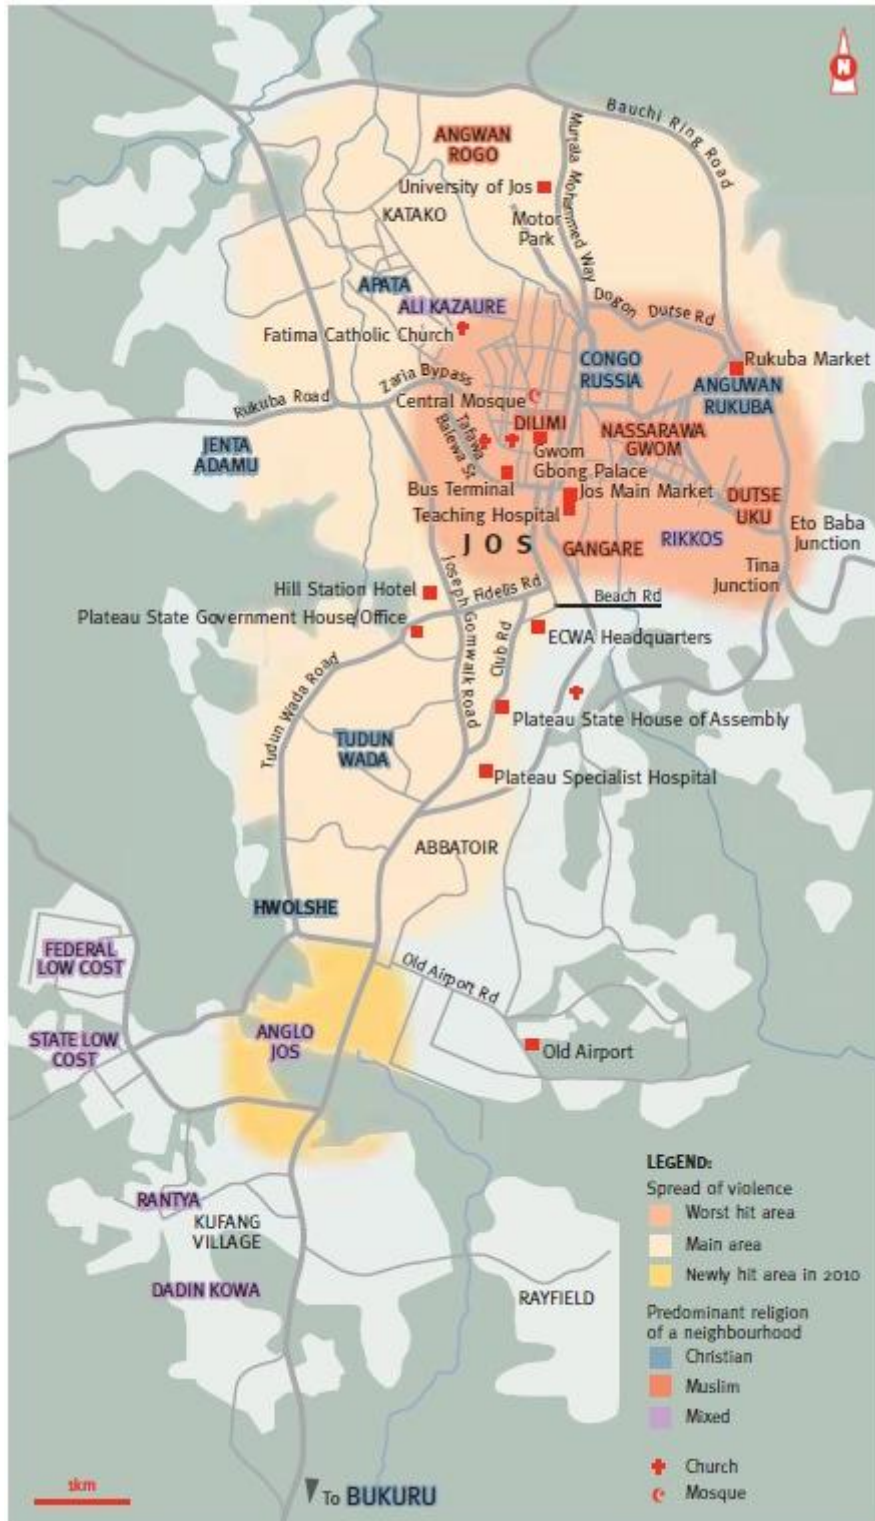 N
Bauchi Ring Road
ANGWAN
ROGO
Murtala Mohammed Way
University of Jos
KATAKO
Motor
Park
APATA
ALI KAZAURE
Dogon Dutse Rd
Fatima Catholic Church
CONGO
RUSSIA
Rukuba Market
Zaria Bypass
ANGUWAN
RUKUBA
Rukuba Road
Central Mosque
Tafawa
Balewa St
DILIMI
NASSARAWA
GWOM
JENTA
ADAMU
Gwom
Gbong Palace
Bus Terminal
Jos Main Market
DUTSE
UKU
Teaching Hospital
Eto Baba
Junction
JOS
GANGARE
RIKKOS
Tina
Junction
Hill Station Hotel
Joseph Gomwalk Road
Fidelis Rd
Beach Rd
Plateau State Government House/Office
Club Rd
ECWA Headquarters
Tudun Wada Road
Plateau State House of Assembly
TUDUN
WADA
Plateau Specialist Hospital
ABBATOIR
HWOLSHE
FEDERAL
LOW COST
Old Airport Rd
STATE LOW
COST
ANGLO
JOS
Old Airport
RANTYA
KUFANG
VILLAGE
DADIN KOWA
RAYFIELD
LEGEND:
Spread of violence
Worst hit area
Main area
Newly hit area in 2010
Predominant religion
of a neighbourhood
Christian
Muslim
Mixed
Church
Mosque
1km
To BUKURU